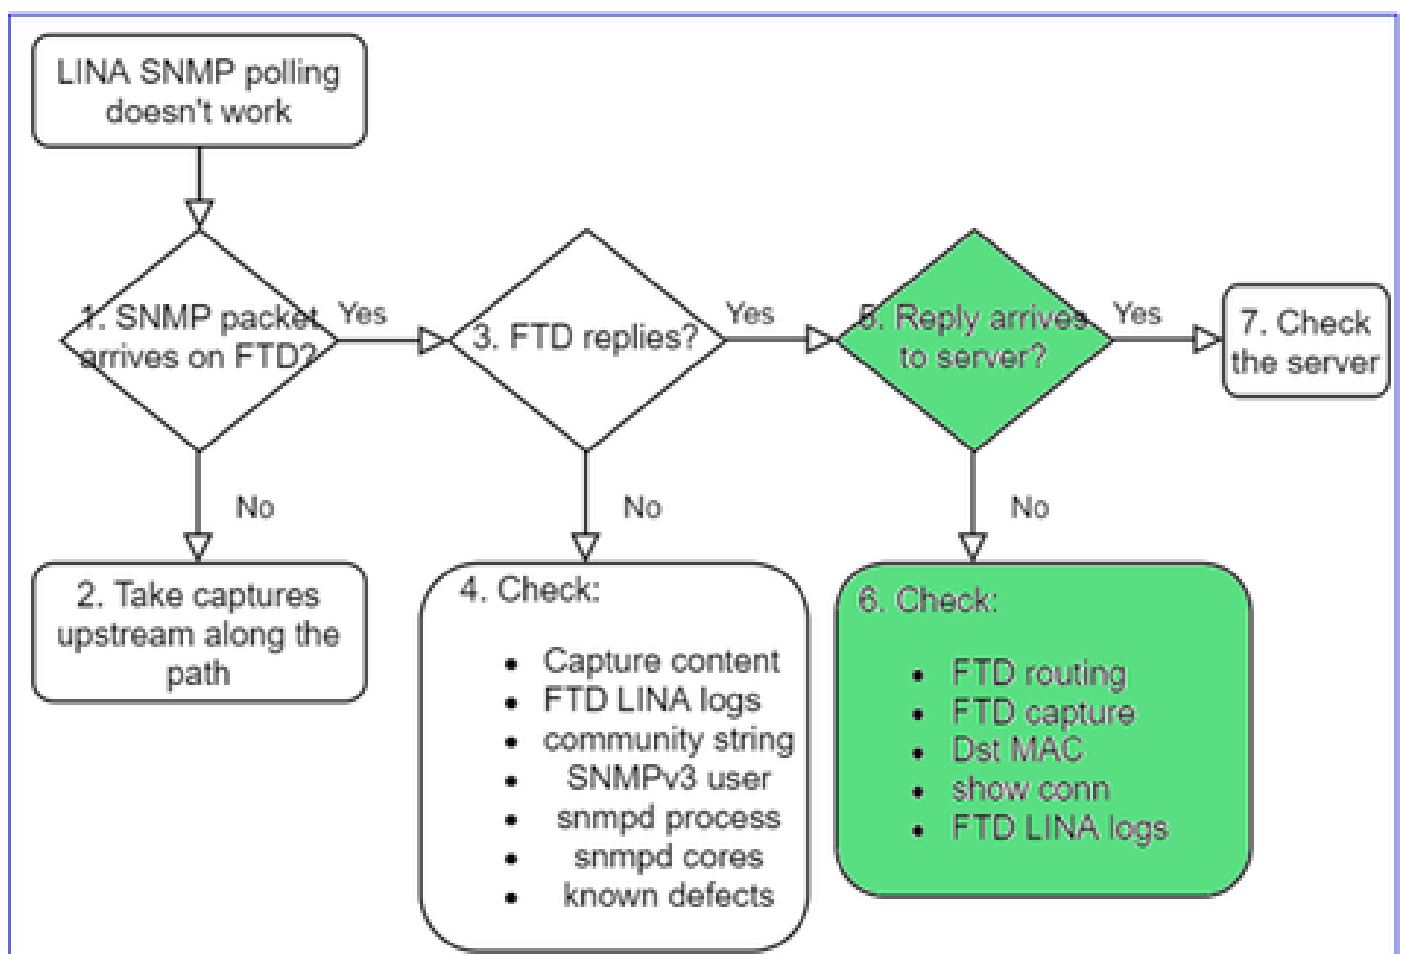 LINA SNMP polling
doesn't work
1. SNMP packet
arrives on FTD?
Yes
3. FTD replies?
Yes
5. Reply arrives
to server?
Yes
7. Check
the server
No
No
No
2. Take captures
upstream along the
path
4. Check:
• Capture content
• FTD LINA logs
• community string
• SNMPv3 user
• snmpd process
• snmpd cores
• known defects
6. Check:
• FTD routing
• FTD capture
• Dst MAC
• show conn
• FTD LINA logs